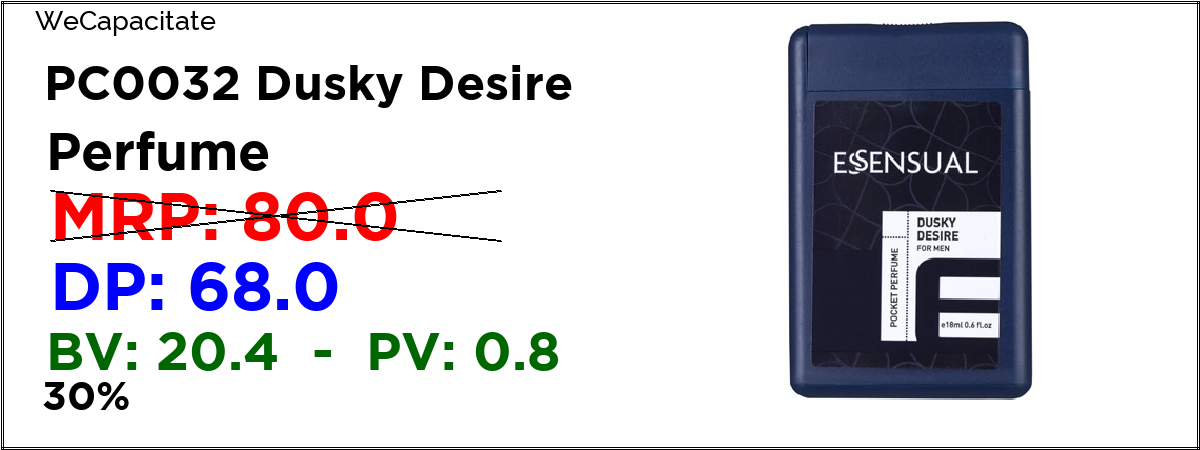 WeCapacitate
PC0032 Dusky Desire
Perfume
MRP: 80.0
DP: 68.0
BV: 20.4 - PV: 0.8
30%
ESSENSUAL
DUSKY
DESIRE
FOR MEN
POCKET PERFUME
e18ml 0.6 fl.oz